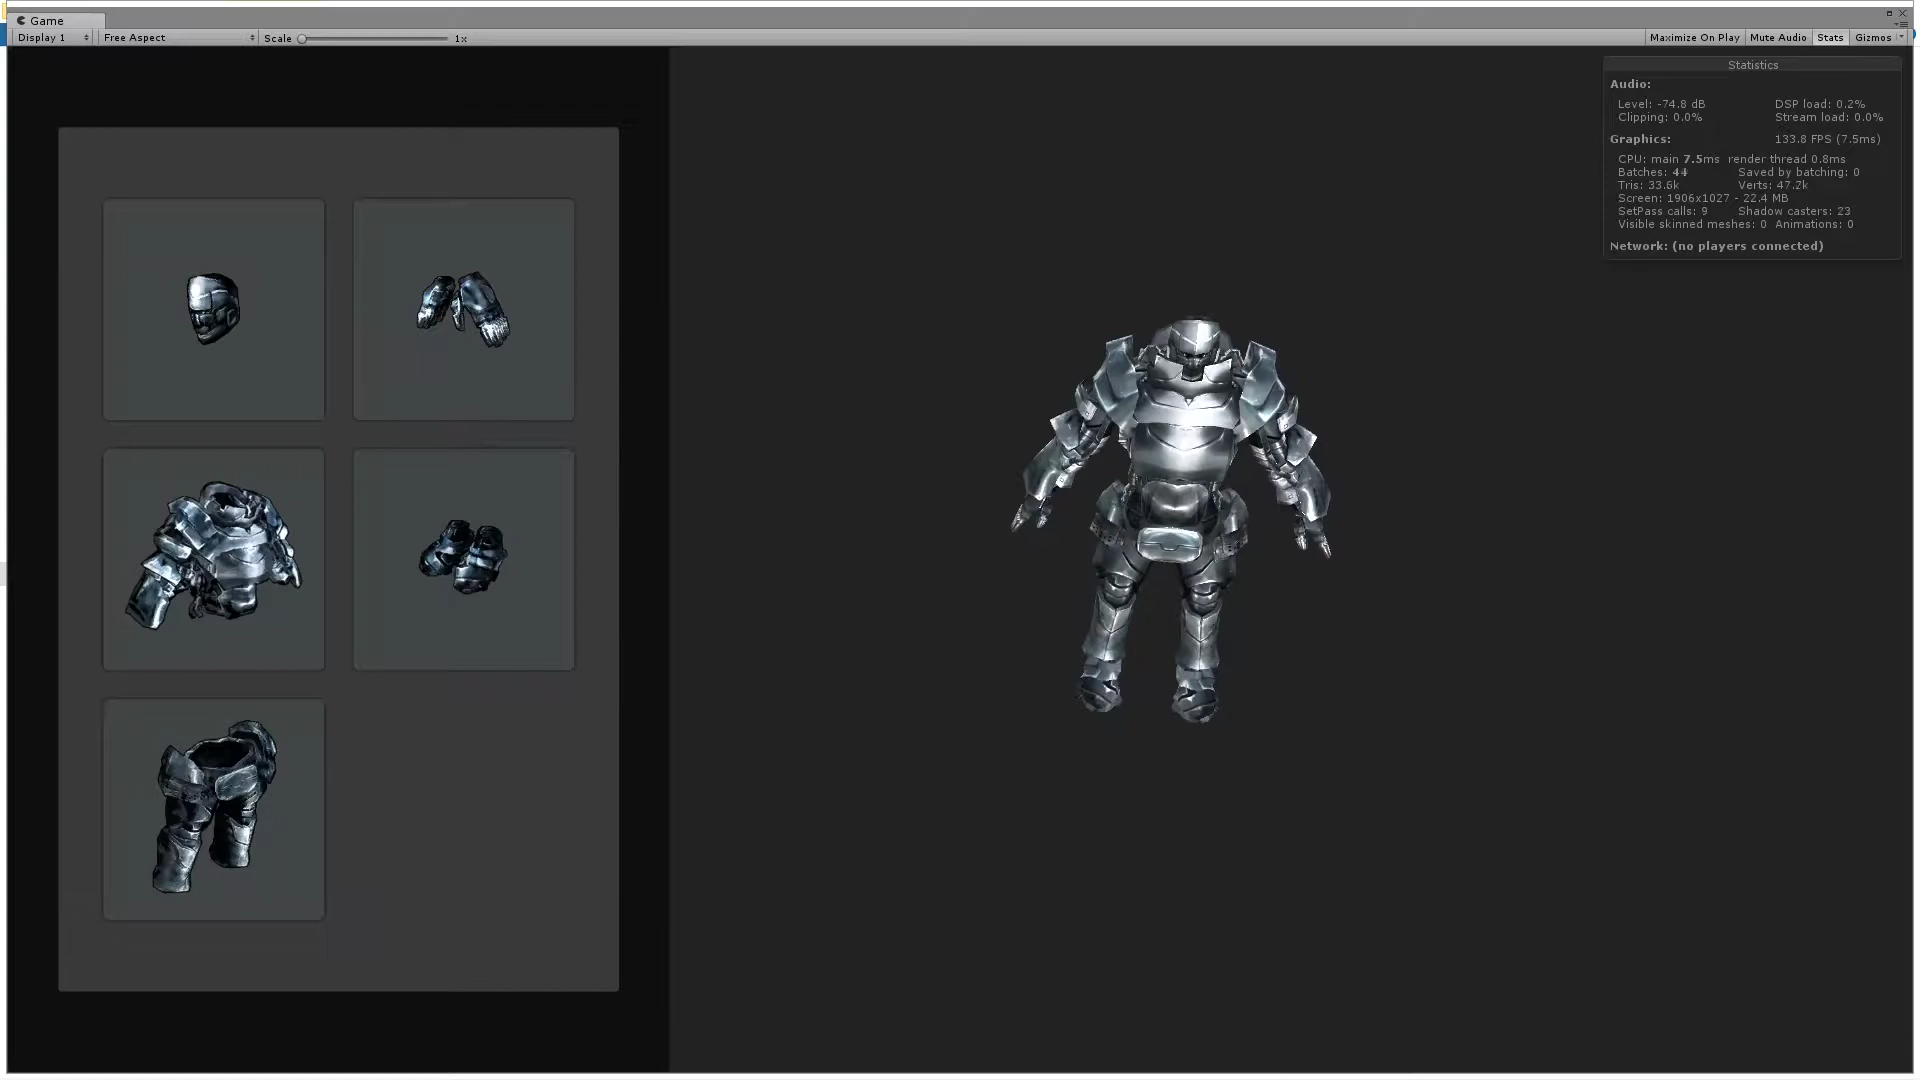 Game
Display 1
Free Aspect
Scale
1x
Maximize On Play
Mute Audio
Stats
Gizmos
Statistics
Audio:
Level: -74.8 dB DSP load: 0.2%
Clipping: 0.0% Stream load: 0.0%
Graphics: 133.8 FPS (7.5ms)
CPU: main 7.5ms render thread 0.8ms
Batches: 44 Saved by batching: 0
Tris: 33.6k Verts: 47.2k
Screen: 1906x1027 - 22.4 MB
SetPass calls: 9 Shadow casters: 23
Visible skinned meshes: 0 Animations: 0
Network: (no players connected)